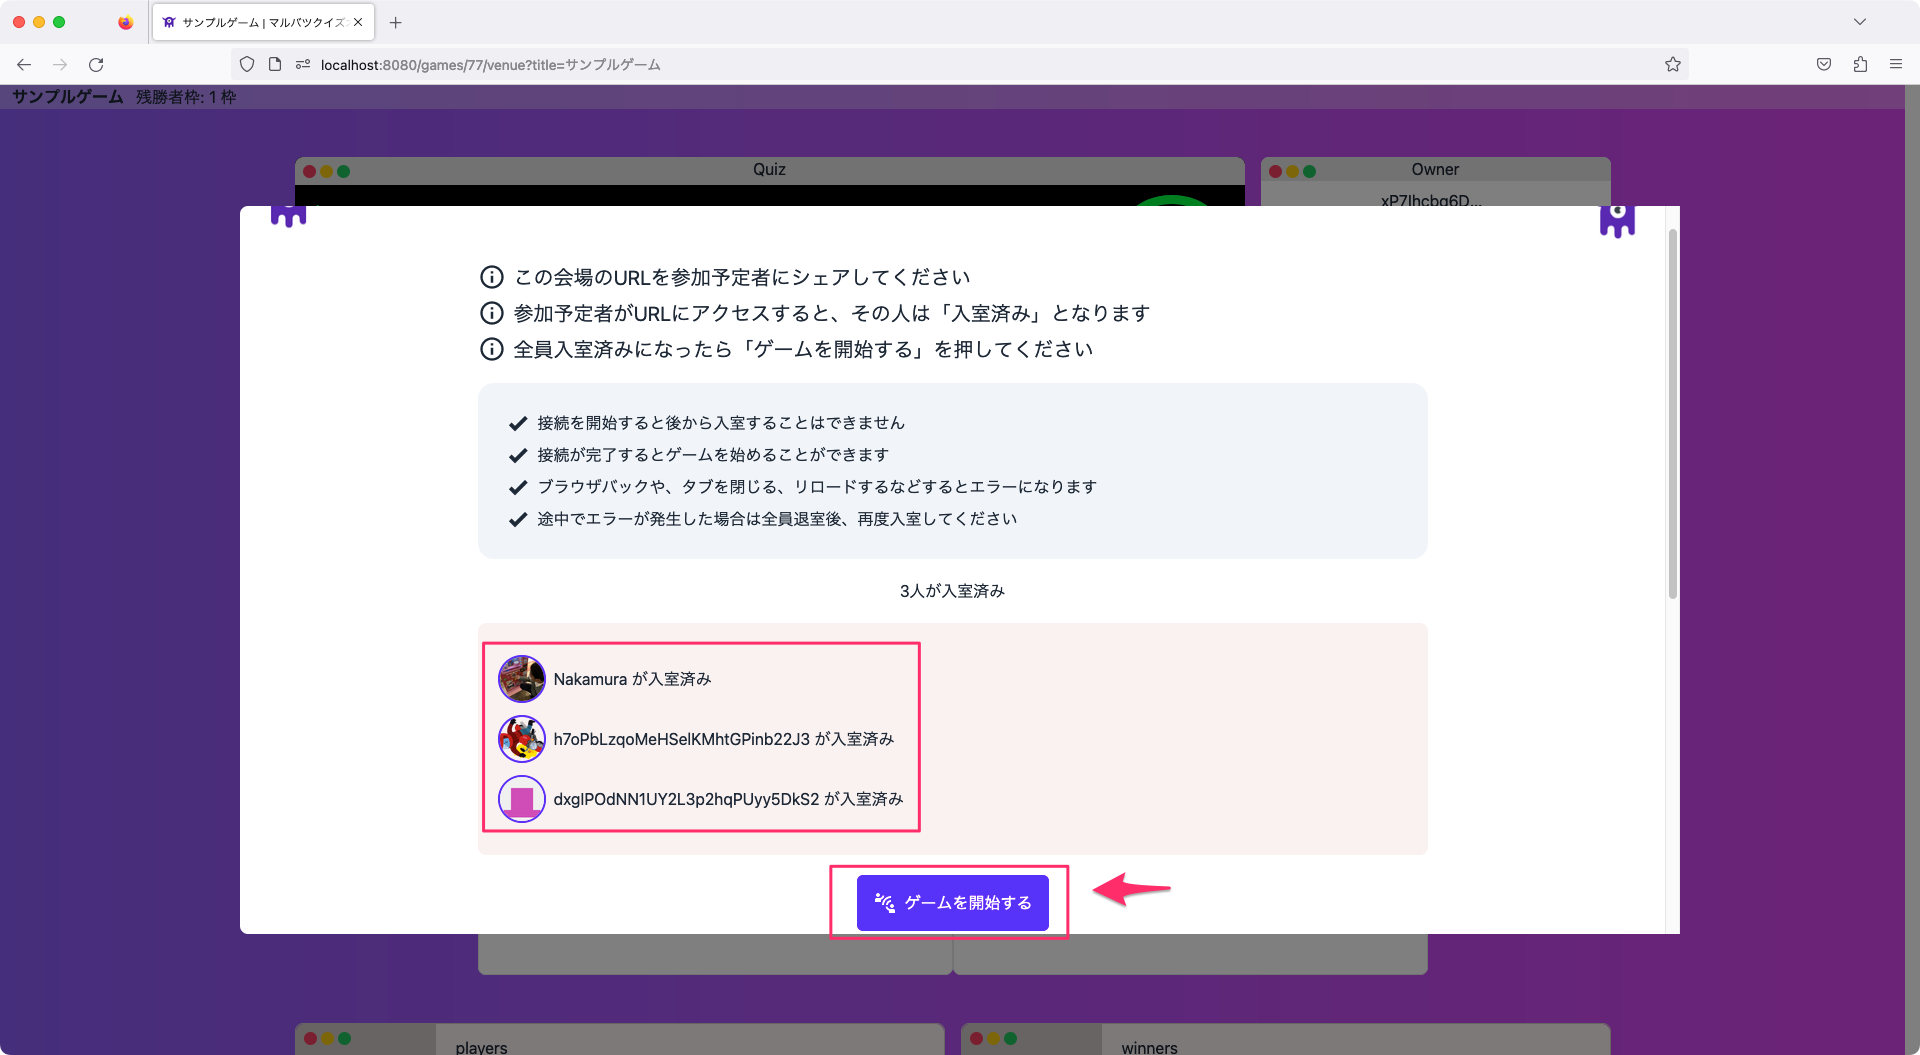 サンプルゲーム | マルバツクイズ
localhost:8080/games/77/venue?title=サンプルゲーム
サンプルゲーム 残勝者枠: 1 枠
Quiz
Owner
xP7lhcbg6D...
この会場のURLを参加予定者にシェアしてください
参加予定者がURLにアクセスすると、その人は「入室済み」となります
全員入室済みになったら「ゲームを開始する」を押してください
接続を開始すると後から入室することはできません
接続が完了するとゲームを始めることができます
ブラウザバックや、タブを閉じる、リロードするなどするとエラーになります
途中でエラーが発生した場合は全員退室後、再度入室してください
3人が入室済み
Nakamura が入室済み
h7oPbLzqoMeHSelKMhtGPinb22J3 が入室済み
dxglPOdNN1UY2L3p2hqPUyy5DkS2 が入室済み
ゲームを開始する
players
winners